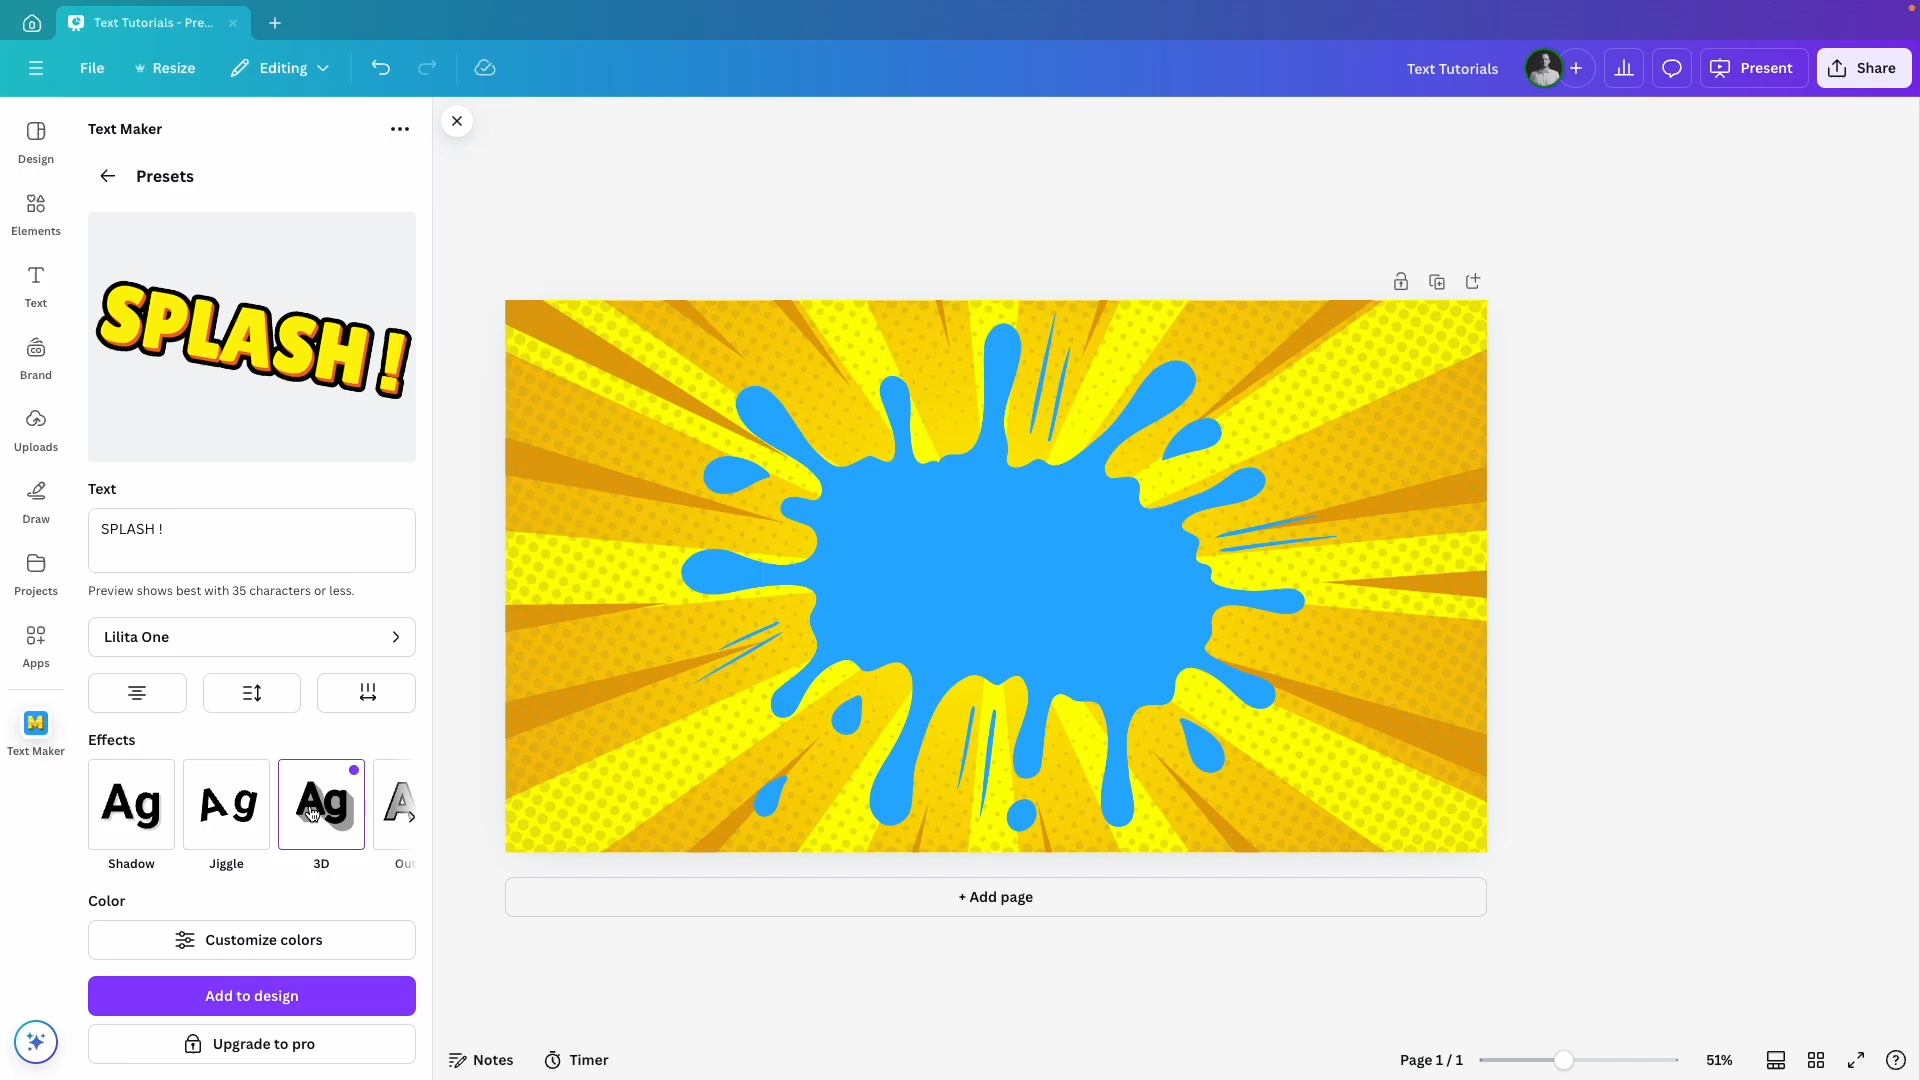 Text Tutorials - Pre...
File
Resize
Editing
Text Tutorials
Present
Share
Design
Elements
Text
Brand
Uploads
Draw
Projects
Apps
Text Maker
Text Maker
Presets
SPLASH !
Text
SPLASH !
Preview shows best with 35 characters or less.
Lilita One
Effects
Ag
Ag
Ag
A
Shadow
Jiggle
3D
Out
Color
Customize colors
Add to design
Upgrade to pro
+ Add page
Notes
Timer
Page 1 / 1
51%